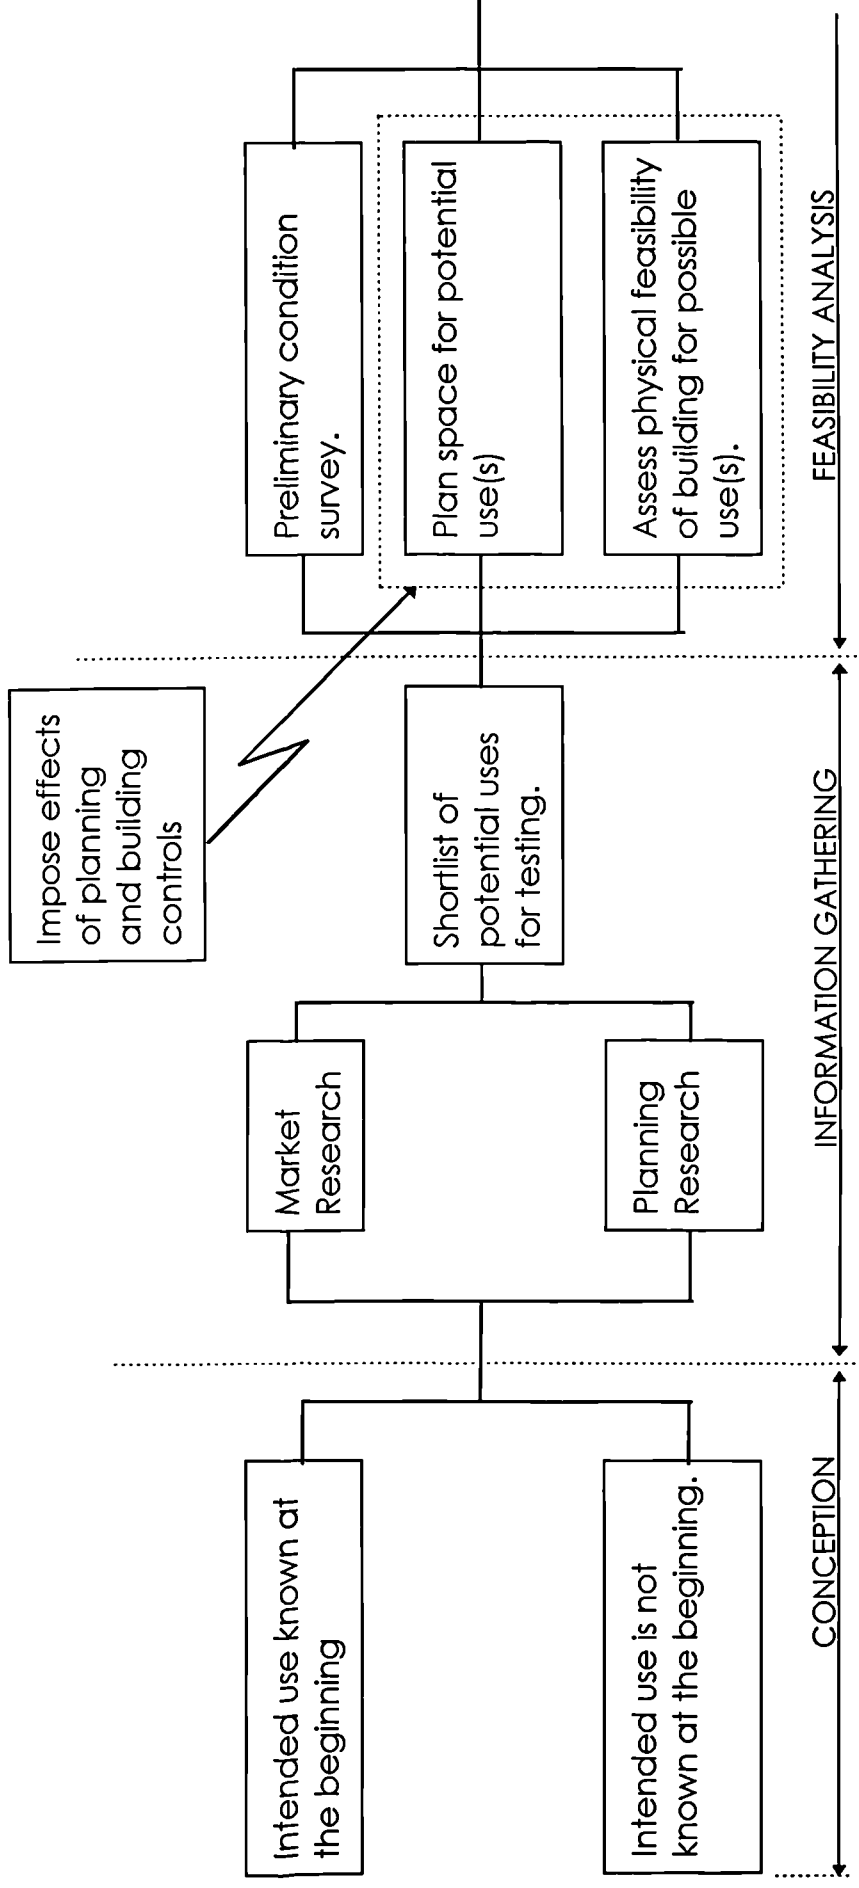 Impose effects
of planning
and building
controls
Intended use known at
the beginning
Intended use is not
known at the beginning.
Market
Research
Planning
Research
Shortlist of
potential uses
for testing.
Preliminary condition
survey.
Plan space for potential
use(s)
Assess physical feasibility
of building for possible
use(s).
CONCEPTION
INFORMATION GATHERING
FEASIBILITY ANALYSIS